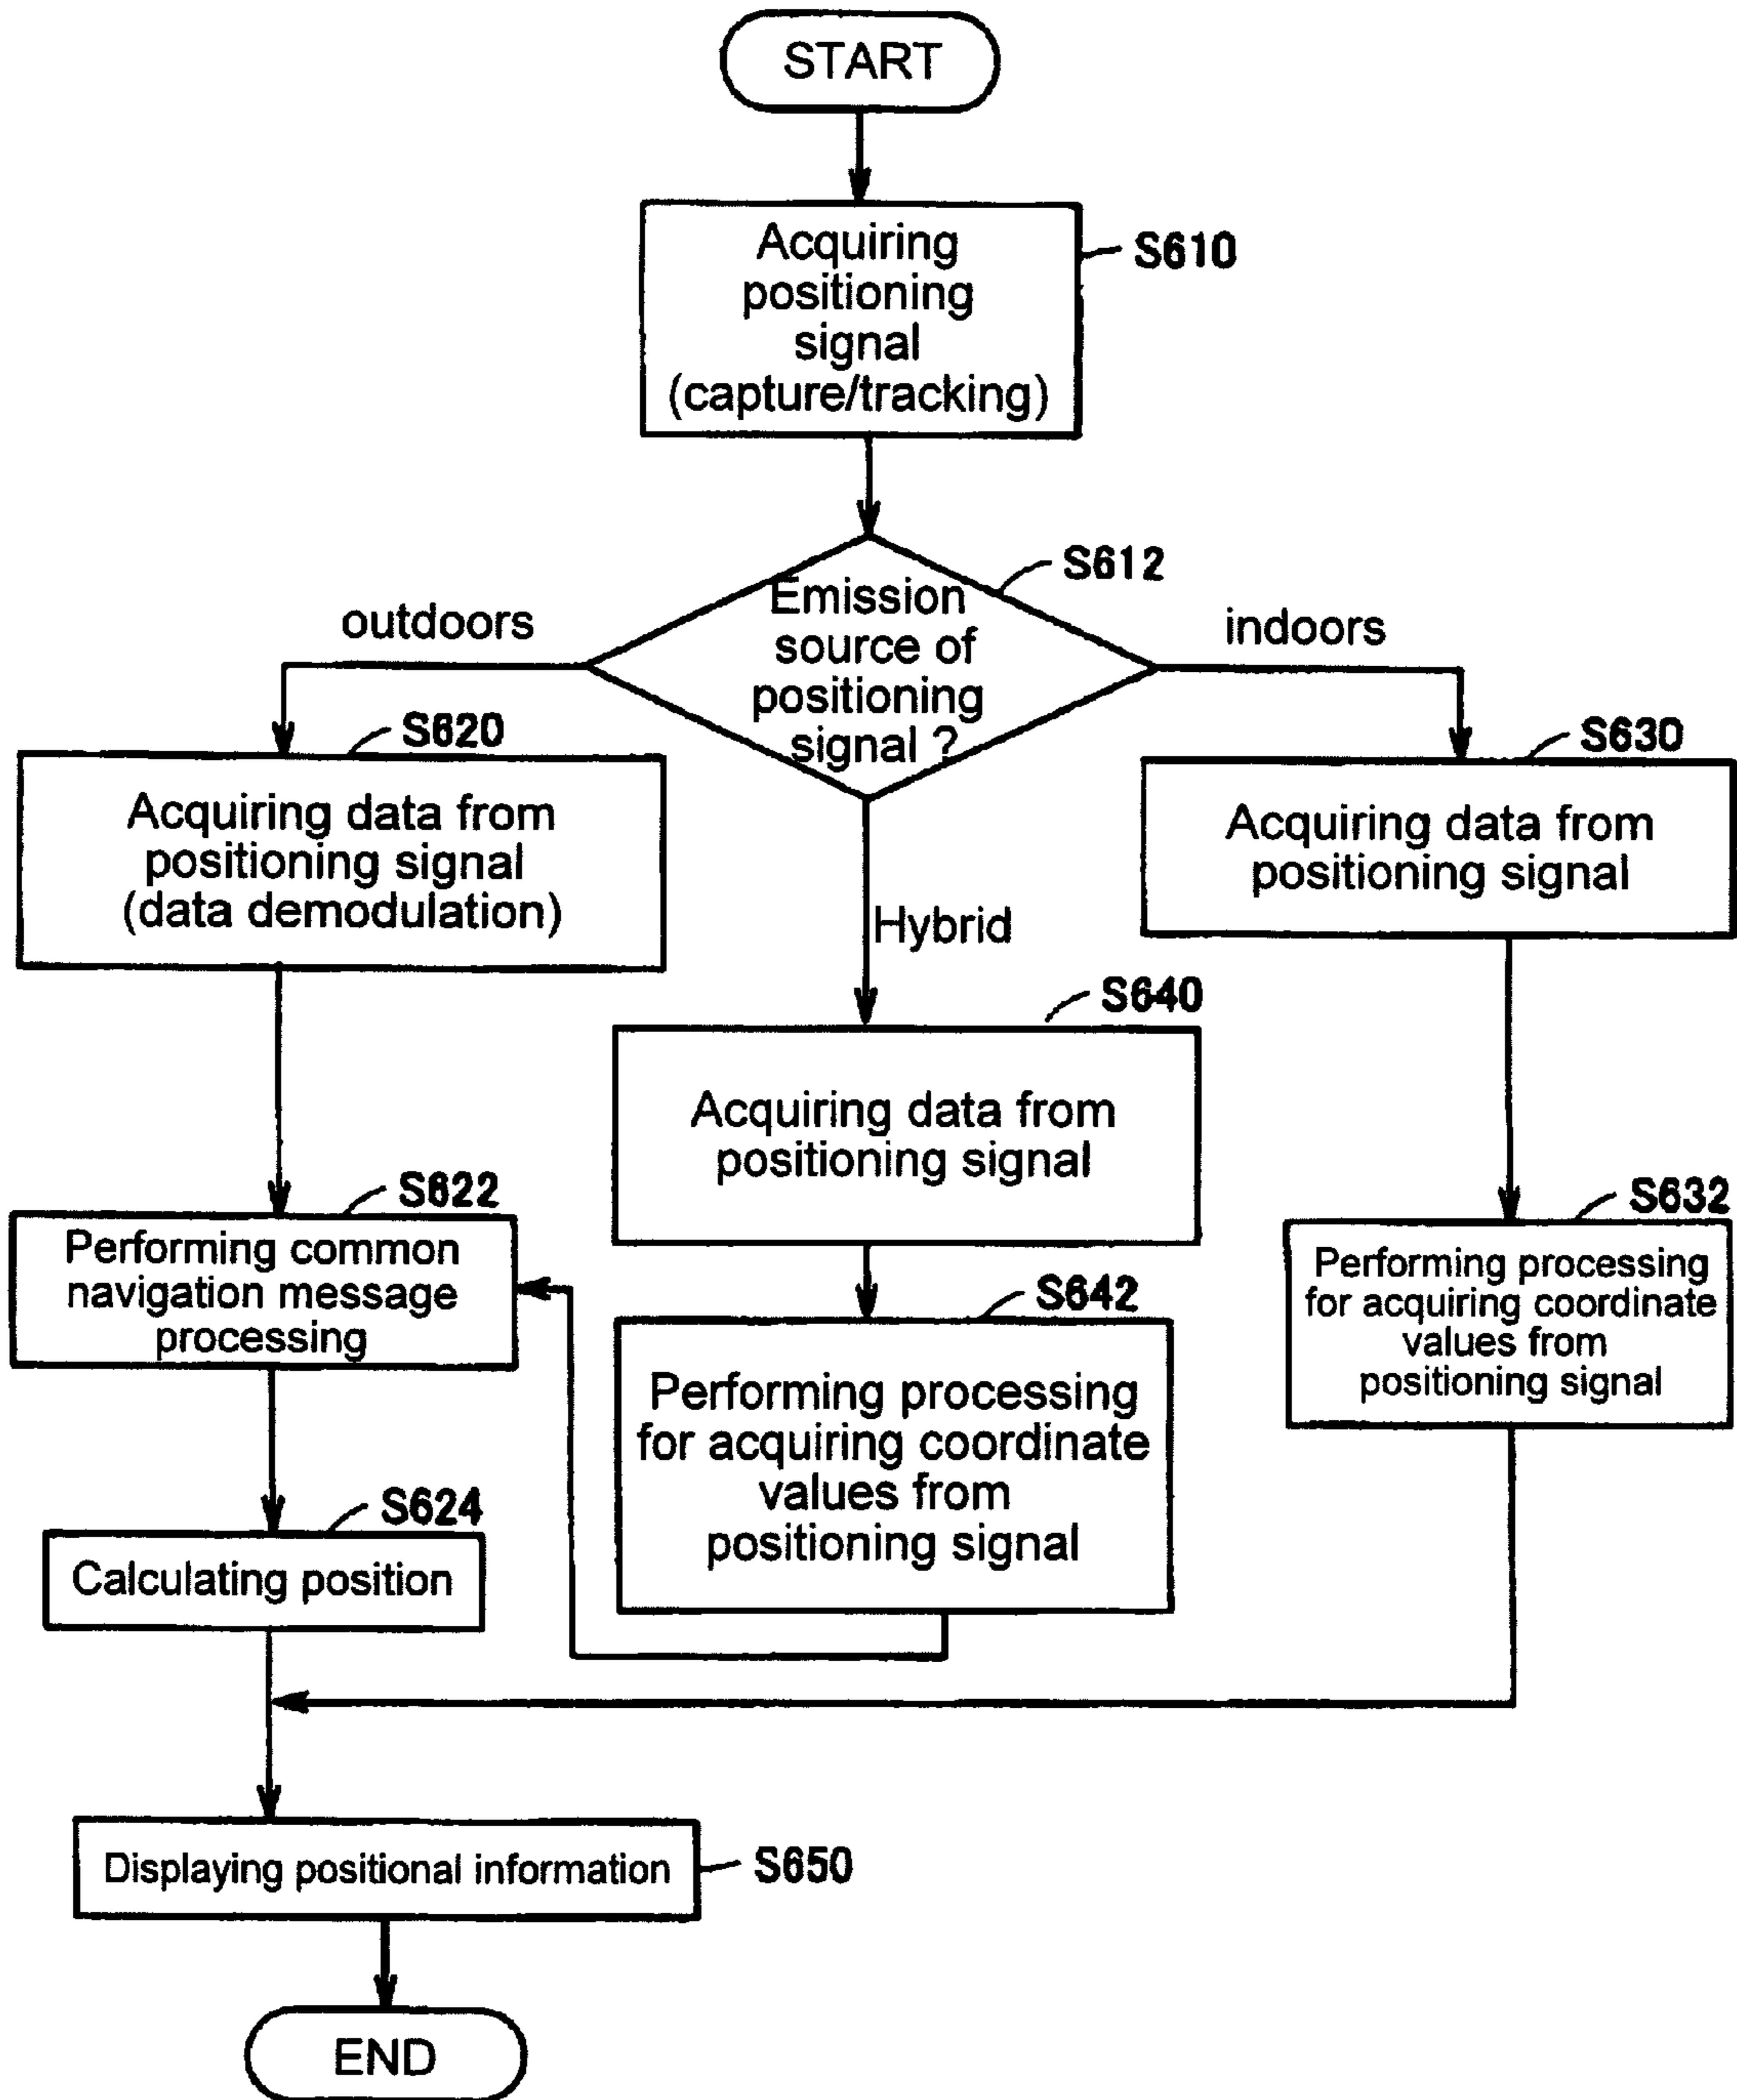 START
Acquiring
positioning
signal
(capture/tracking)
S610
S612
Emission
source of
positioning
signal ?
outdoors
indoors
S620
Acquiring data from
positioning signal
(data demodulation)
Hybrid
S630
Acquiring data from
positioning signal
S640
Acquiring data from
positioning signal
S622
Performing common
navigation message
processing
S642
Performing processing
for acquiring coordinate
values from
positioning signal
S632
Performing processing
for acquiring coordinate
values from
positioning signal
S624
Calculating position
Displaying positional information
S650
END